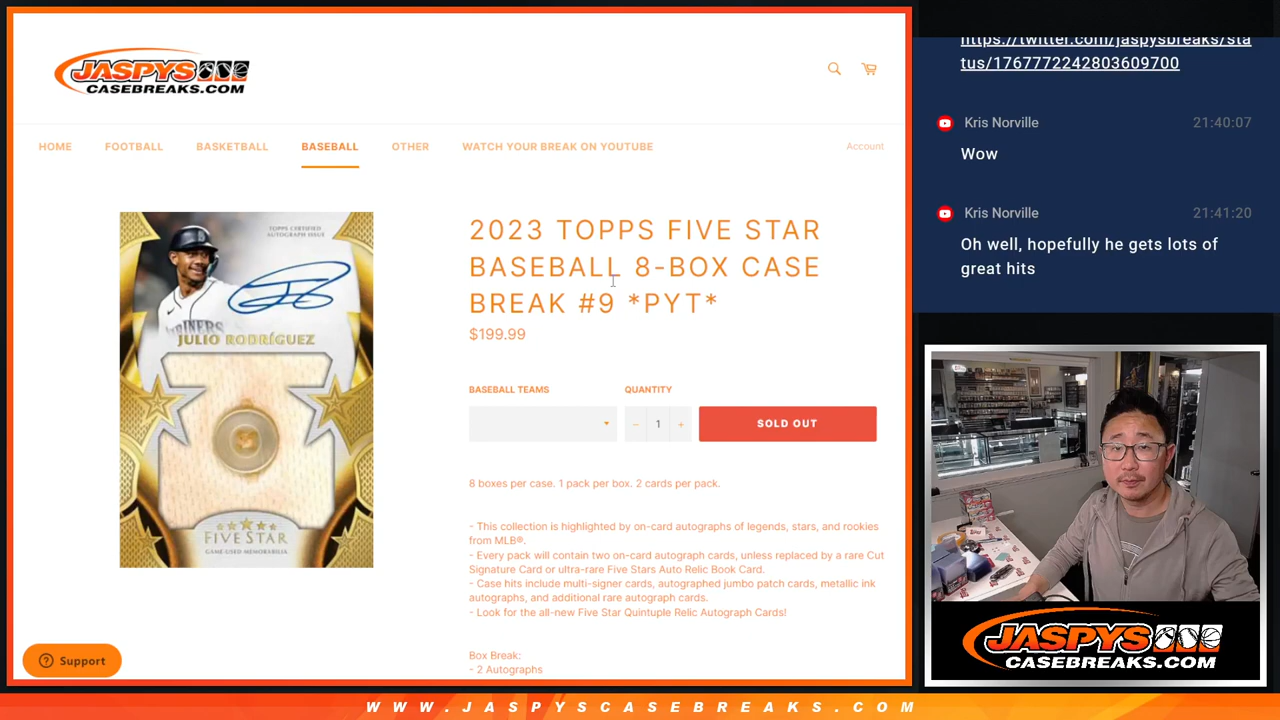 JASPYS
CASEBREAKS.COM
HOME
FOOTBALL
BASKETBALL
BASEBALL
OTHER
WATCH YOUR BREAK ON YOUTUBE
Account
TOPPS CERTIFIED
AUTOGRAPH ISSUE
JULIO RODRÍGUEZ
FIVE STAR
GAME-USED MEMORABILIA
2023 TOPPS FIVE STAR
BASEBALL 8-BOX CASE
BREAK #9 *PYT*
$199.99
BASEBALL TEAMS
QUANTITY
− 1 +
SOLD OUT
8 boxes per case. 1 pack per box. 2 cards per pack.
- This collection is highlighted by on-card autographs of legends, stars, and rookies
from MLB®.
- Every pack will contain two on-card autograph cards, unless replaced by a rare Cut
Signature Card or ultra-rare Five Stars Auto Relic Book Card.
- Case hits include multi-signer cards, autographed jumbo patch cards, metallic ink
autographs, and additional rare autograph cards.
- Look for the all-new Five Star Quintuple Relic Autograph Cards!
Box Break:
- 2 Autographs
Support
https://twitter.com/jaspysbreaks/sta
tus/1767772242803609700
Kris Norville
21:40:07
Wow
Kris Norville
21:41:20
Oh well, hopefully he gets lots of
great hits
JASPYS
CASEBREAKS.COM
WWW.JASPYSCASEBREAKS.COM